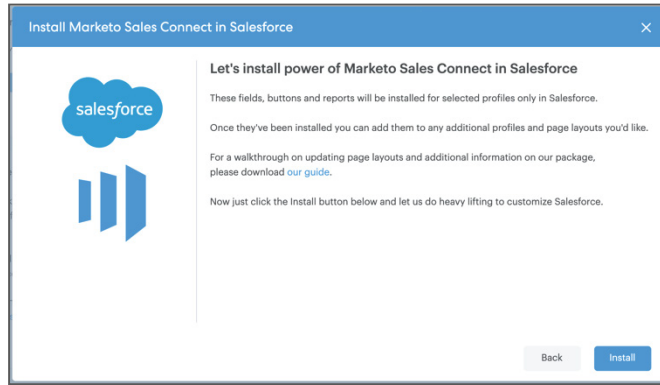 Install Marketo Sales Connect in Salesforce
salesforce
Let's install power of Marketo Sales Connect in Salesforce
These fields, buttons and reports will be installed for selected profiles only in Salesforce.
Once they've been installed you can add them to any additional profiles and page layouts you'd like.
For a walkthrough on updating page layouts and additional information on our package,
please download our guide.
Now just click the Install button below and let us do heavy lifting to customize Salesforce.
Back
Install